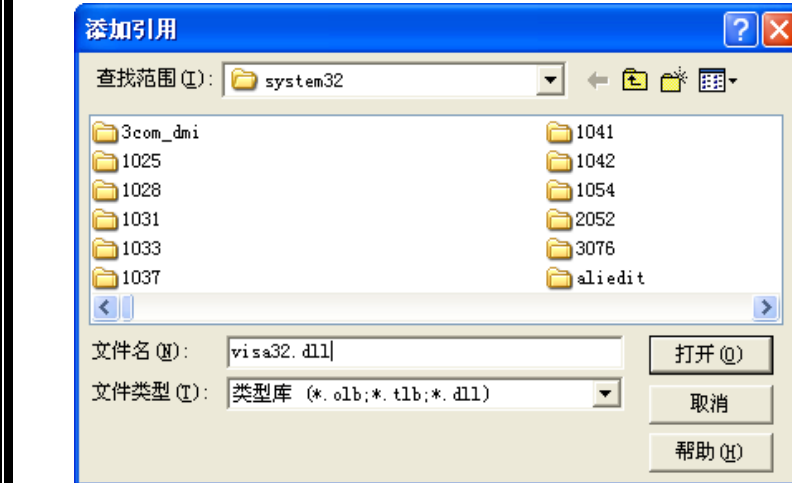 添加引用
查找范围(I): system32
3com_dmi
1025
1028
1031
1033
1037
1041
1042
1054
2052
3076
aliedit
文件名(N): visa32.dll
打开(O)
文件类型(T): 类型库 (*.olb;*.tlb;*.dll)
取消
帮助(H)